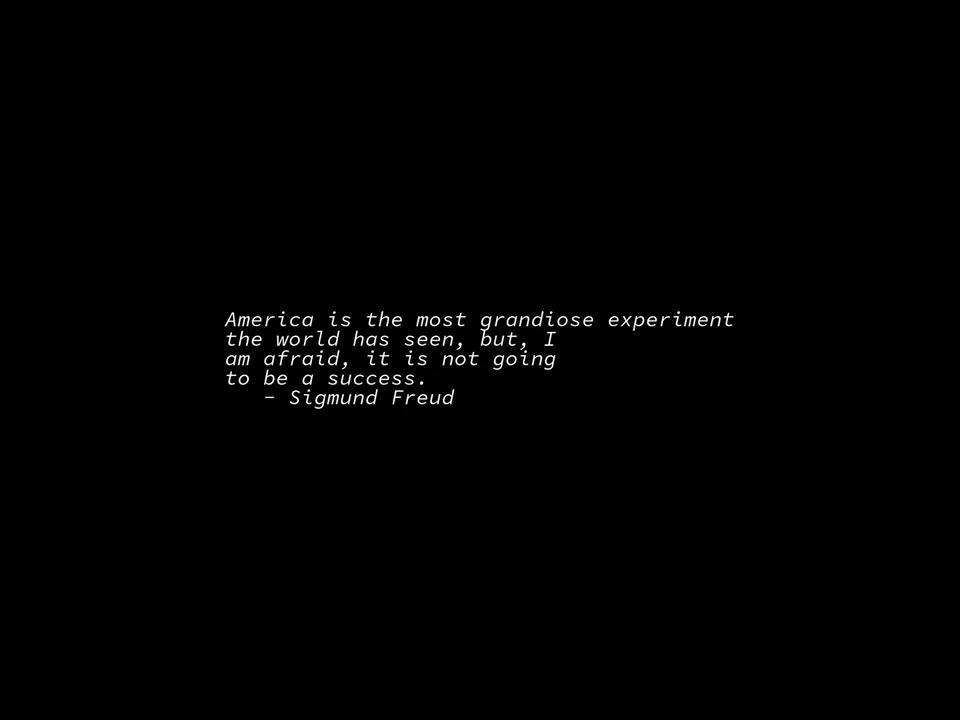 America is the most grandiose experiment
the world has seen, but, I
am afraid, it is not going
to be a success.
- Sigmund Freud